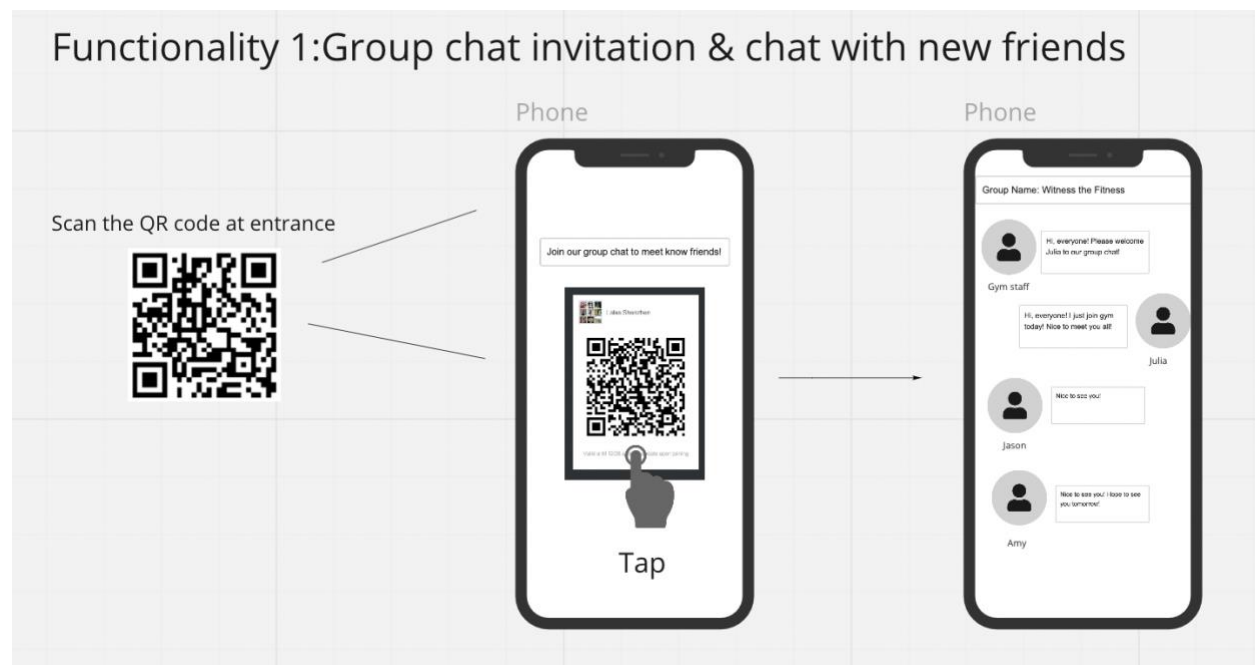 Functionality 1:Group chat invitation & chat with new friends
Phone
Phone
Scan the QR code at entrance
Join our group chat to meet know friends!
Tap
Group Name: Witness the Fitness
Hi, everyone! Please welcome
Julia to our group chat!
Gym staff
Hi, everyone! I just join gym
today! Nice to meet you all!
Julia
Nice to see you!
Jason
Nice to see you! Hope to see
you tomorrow!
Amy